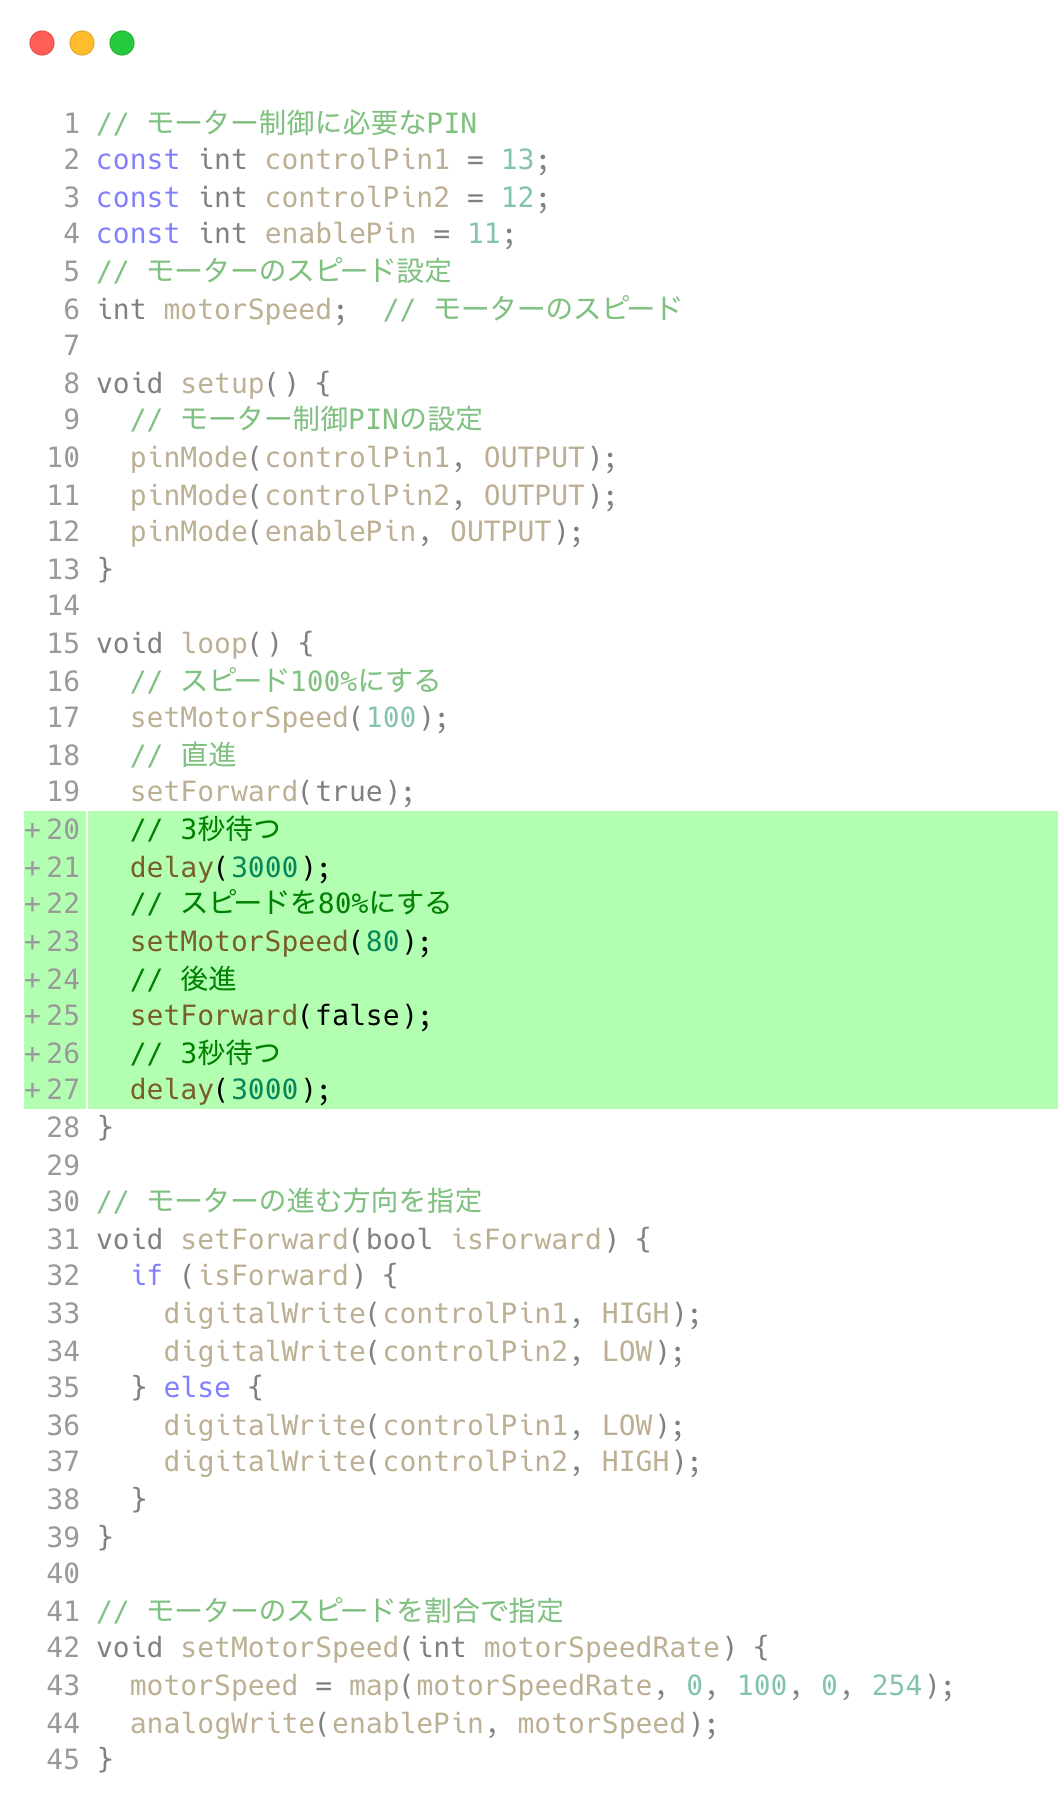 1 // モーター制御に必要なPIN
2 const int controlPin1 = 13;
3 const int controlPin2 = 12;
4 const int enablePin = 11;
5 // モーターのスピード設定
6 int motorSpeed;  // モーターのスピード
7
8 void setup() {
9   // モーター制御PINの設定
10   pinMode(controlPin1, OUTPUT);
11   pinMode(controlPin2, OUTPUT);
12   pinMode(enablePin, OUTPUT);
13 }
14
15 void loop() {
16   // スピード100%にする
17   setMotorSpeed(100);
18   // 直進
19   setForward(true);
+20   // 3秒待つ
+21   delay(3000);
+22   // スピードを80%にする
+23   setMotorSpeed(80);
+24   // 後進
+25   setForward(false);
+26   // 3秒待つ
+27   delay(3000);
28 }
29
30 // モーターの進む方向を指定
31 void setForward(bool isForward) {
32   if (isForward) {
33     digitalWrite(controlPin1, HIGH);
34     digitalWrite(controlPin2, LOW);
35   } else {
36     digitalWrite(controlPin1, LOW);
37     digitalWrite(controlPin2, HIGH);
38   }
39 }
40
41 // モーターのスピードを割合で指定
42 void setMotorSpeed(int motorSpeedRate) {
43   motorSpeed = map(motorSpeedRate, 0, 100, 0, 254);
44   analogWrite(enablePin, motorSpeed);
45 }